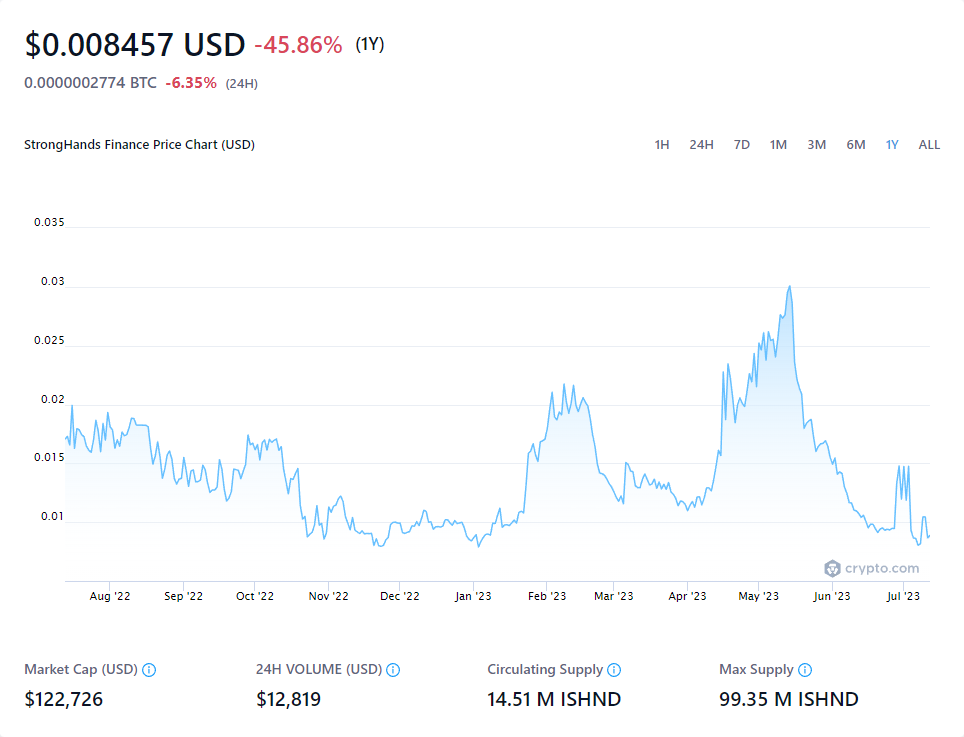 $0.008457 USD -45.86% (1Y)
0.0000002774 BTC -6.35% (24H)
StrongHands Finance Price Chart (USD) 1H 24H 7D 1M 3M 6M 1Y ALL
0.035
0.03
0.025
0.02
0.015
0.01
crypto.com
Aug '22 Sep '22 Oct '22 Nov '22 Dec '22 Jan '23 Feb '23 Mar '23 Apr '23 May '23 Jun '23 Jul '23
Market Cap (USD) 24H VOLUME (USD) Circulating Supply Max Supply
$122,726 $12,819 14.51 M ISHND 99.35 M ISHND